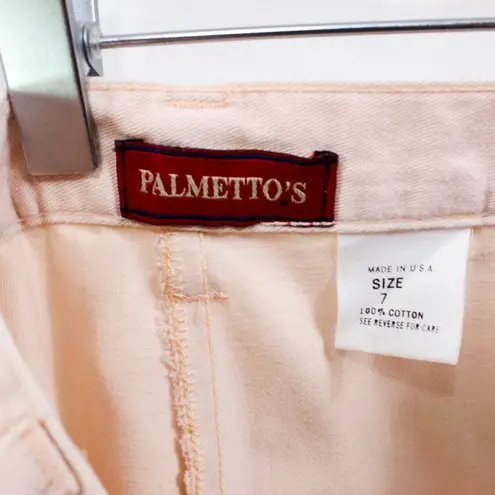 PALMETTO'S
MADE IN U.S.A.
SIZE
7
100% COTTON
SEE REVERSE FOR CARE